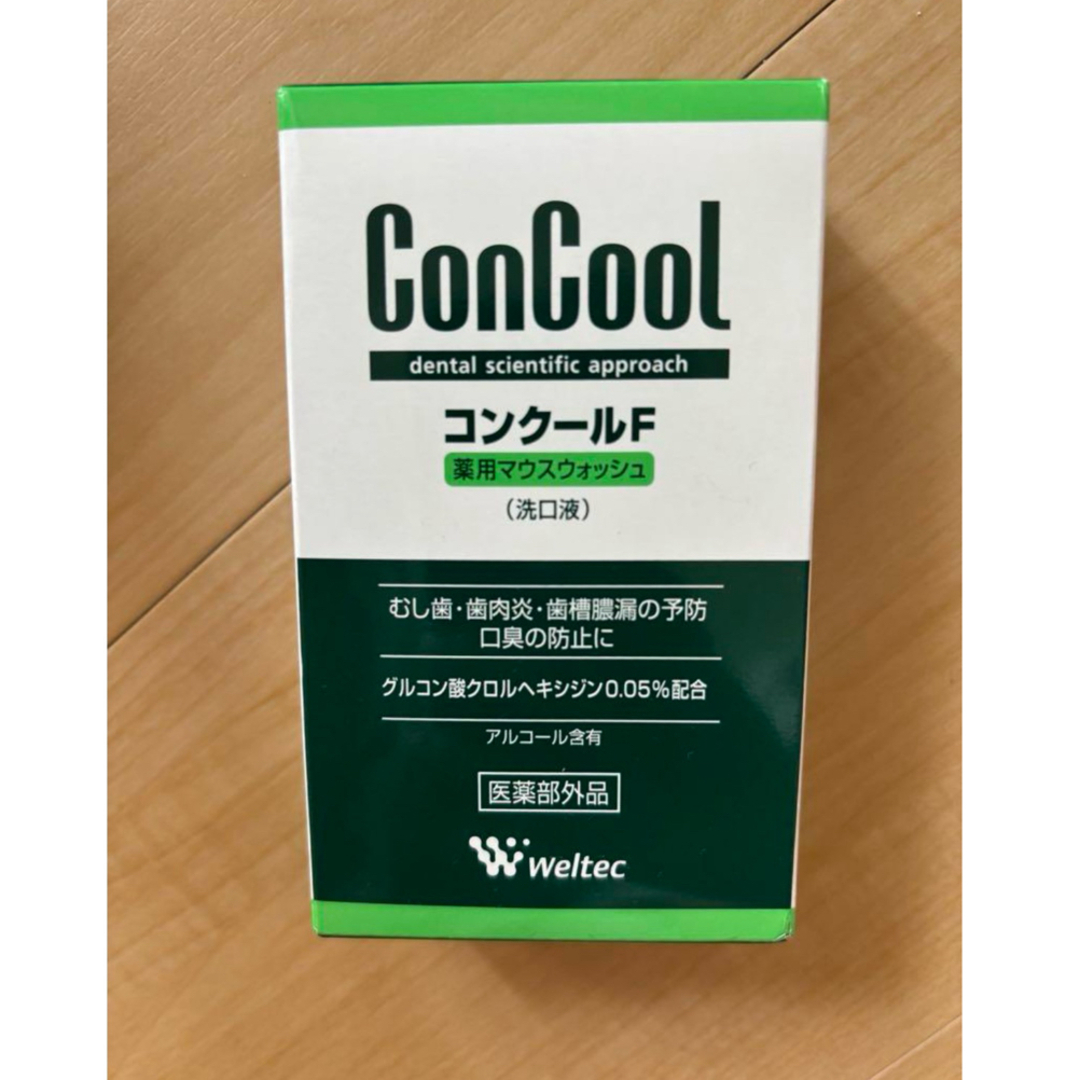 ConCool
dental scientific approach
コンクールF
薬用マウスウォッシュ
(洗口液)
むし歯・歯肉炎・歯槽膿漏の予防
口臭の防止に
グルコン酸クロルヘキシジン0.05%配合
アルコール含有
医薬部外品
weltec